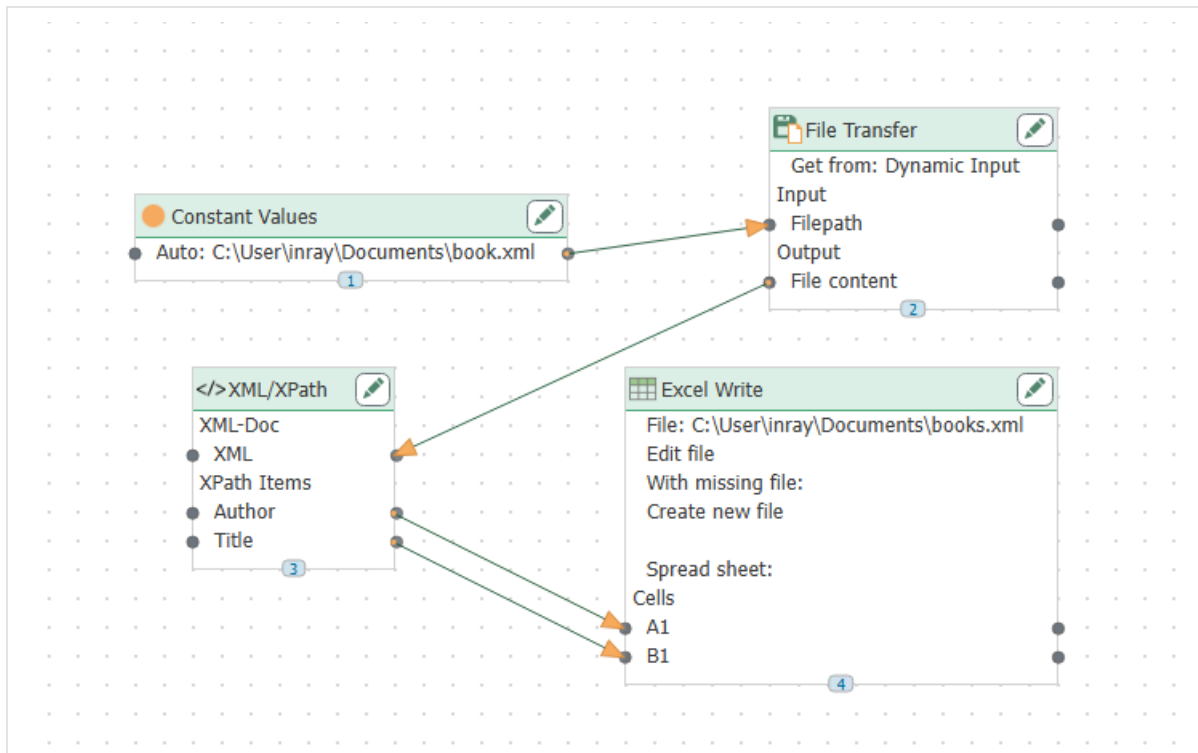 Constant Values
Auto: C:\User\inray\Documents\book.xml
1
File Transfer
Get from: Dynamic Input
Input
Filepath
Output
File content
2
</>XML/XPath
XML-Doc
XML
XPath Items
Author
Title
3
Excel Write
File: C:\User\inray\Documents\books.xml
Edit file
With missing file:
Create new file
Spread sheet:
Cells
A1
B1
4